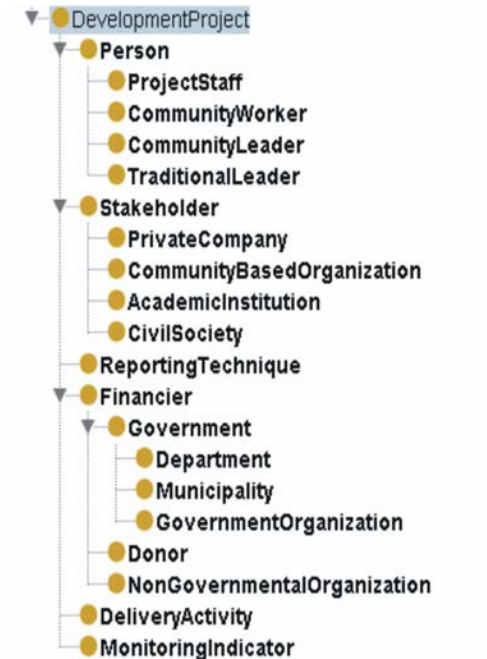 DevelopmentProject
Person
ProjectStaff
CommunityWorker
CommunityLeader
TraditionalLeader
Stakeholder
PrivateCompany
CommunityBasedOrganization
AcademicInstitution
CivilSociety
ReportingTechnique
Financier
Government
Department
Municipality
GovernmentOrganization
Donor
NonGovernmentalOrganization
DeliveryActivity
MonitoringIndicator